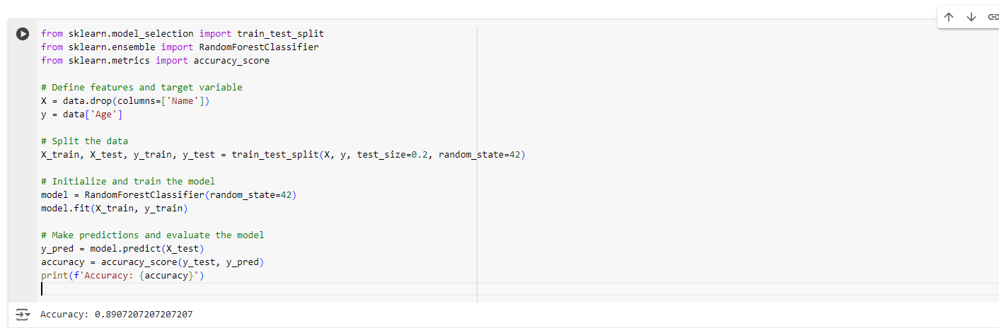 from sklearn.model_selection import train_test_split
from sklearn.ensemble import RandomForestClassifier
from sklearn.metrics import accuracy_score
# Define features and target variable
X = data.drop(columns=['Name'])
y = data['Age']
# Split the data
X_train, X_test, y_train, y_test = train_test_split(X, y, test_size=0.2, random_state=42)
# Initialize and train the model
model = RandomForestClassifier(random_state=42)
model.fit(X_train, y_train)
# Make predictions and evaluate the model
y_pred = model.predict(X_test)
accuracy = accuracy_score(y_test, y_pred)
print(f'Accuracy: {accuracy}')
Accuracy: 0.8907207207207207